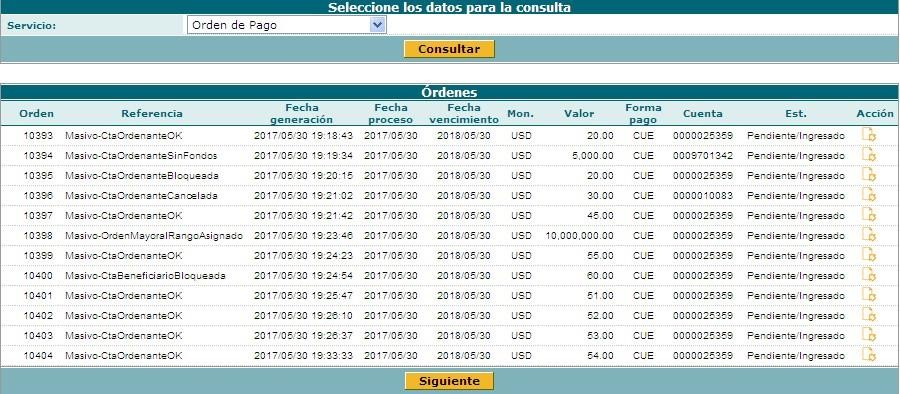 Seleccione los datos para la consulta
Servicio: Orden de Pago
Consultar
Órdenes
Orden Referencia Fecha generación Fecha proceso Fecha vencimiento Mon. Valor Forma pago Cuenta Est. Acción
10393 Masivo-CtaOrdenanteOK 2017/05/30 19:18:43 2017/05/30 2018/05/30 USD 20.00 CUE 0000025359 Pendiente/Ingresado
10394 Masivo-CtaOrdenanteSinFondos 2017/05/30 19:19:34 2017/05/30 2018/05/30 USD 5,000.00 CUE 0009701342 Pendiente/Ingresado
10395 Masivo-CtaOrdenanteBloqueada 2017/05/30 19:20:15 2017/05/30 2018/05/30 USD 20.00 CUE 0000025359 Pendiente/Ingresado
10396 Masivo-CtaOrdenanteCancelada 2017/05/30 19:21:02 2017/05/30 2018/05/30 USD 30.00 CUE 0000010083 Pendiente/Ingresado
10397 Masivo-CtaOrdenanteOK 2017/05/30 19:21:42 2017/05/30 2018/05/30 USD 45.00 CUE 0000025359 Pendiente/Ingresado
10398 Masivo-OrdenMayoralRangoAsignado 2017/05/30 19:23:46 2017/05/30 2018/05/30 USD 10,000,000.00 CUE 0000025359 Pendiente/Ingresado
10399 Masivo-CtaOrdenanteOK 2017/05/30 19:24:23 2017/05/30 2018/05/30 USD 55.00 CUE 0000025359 Pendiente/Ingresado
10400 Masivo-CtaBeneficiarioBloqueada 2017/05/30 19:24:54 2017/05/30 2018/05/30 USD 60.00 CUE 0000025359 Pendiente/Ingresado
10401 Masivo-CtaOrdenanteOK 2017/05/30 19:25:47 2017/05/30 2018/05/30 USD 51.00 CUE 0000025359 Pendiente/Ingresado
10402 Masivo-CtaOrdenanteOK 2017/05/30 19:26:10 2017/05/30 2018/05/30 USD 52.00 CUE 0000025359 Pendiente/Ingresado
10403 Masivo-CtaOrdenanteOK 2017/05/30 19:26:37 2017/05/30 2018/05/30 USD 53.00 CUE 0000025359 Pendiente/Ingresado
10404 Masivo-CtaOrdenanteOK 2017/05/30 19:33:33 2017/05/30 2018/05/30 USD 54.00 CUE 0000025359 Pendiente/Ingresado
Siguiente